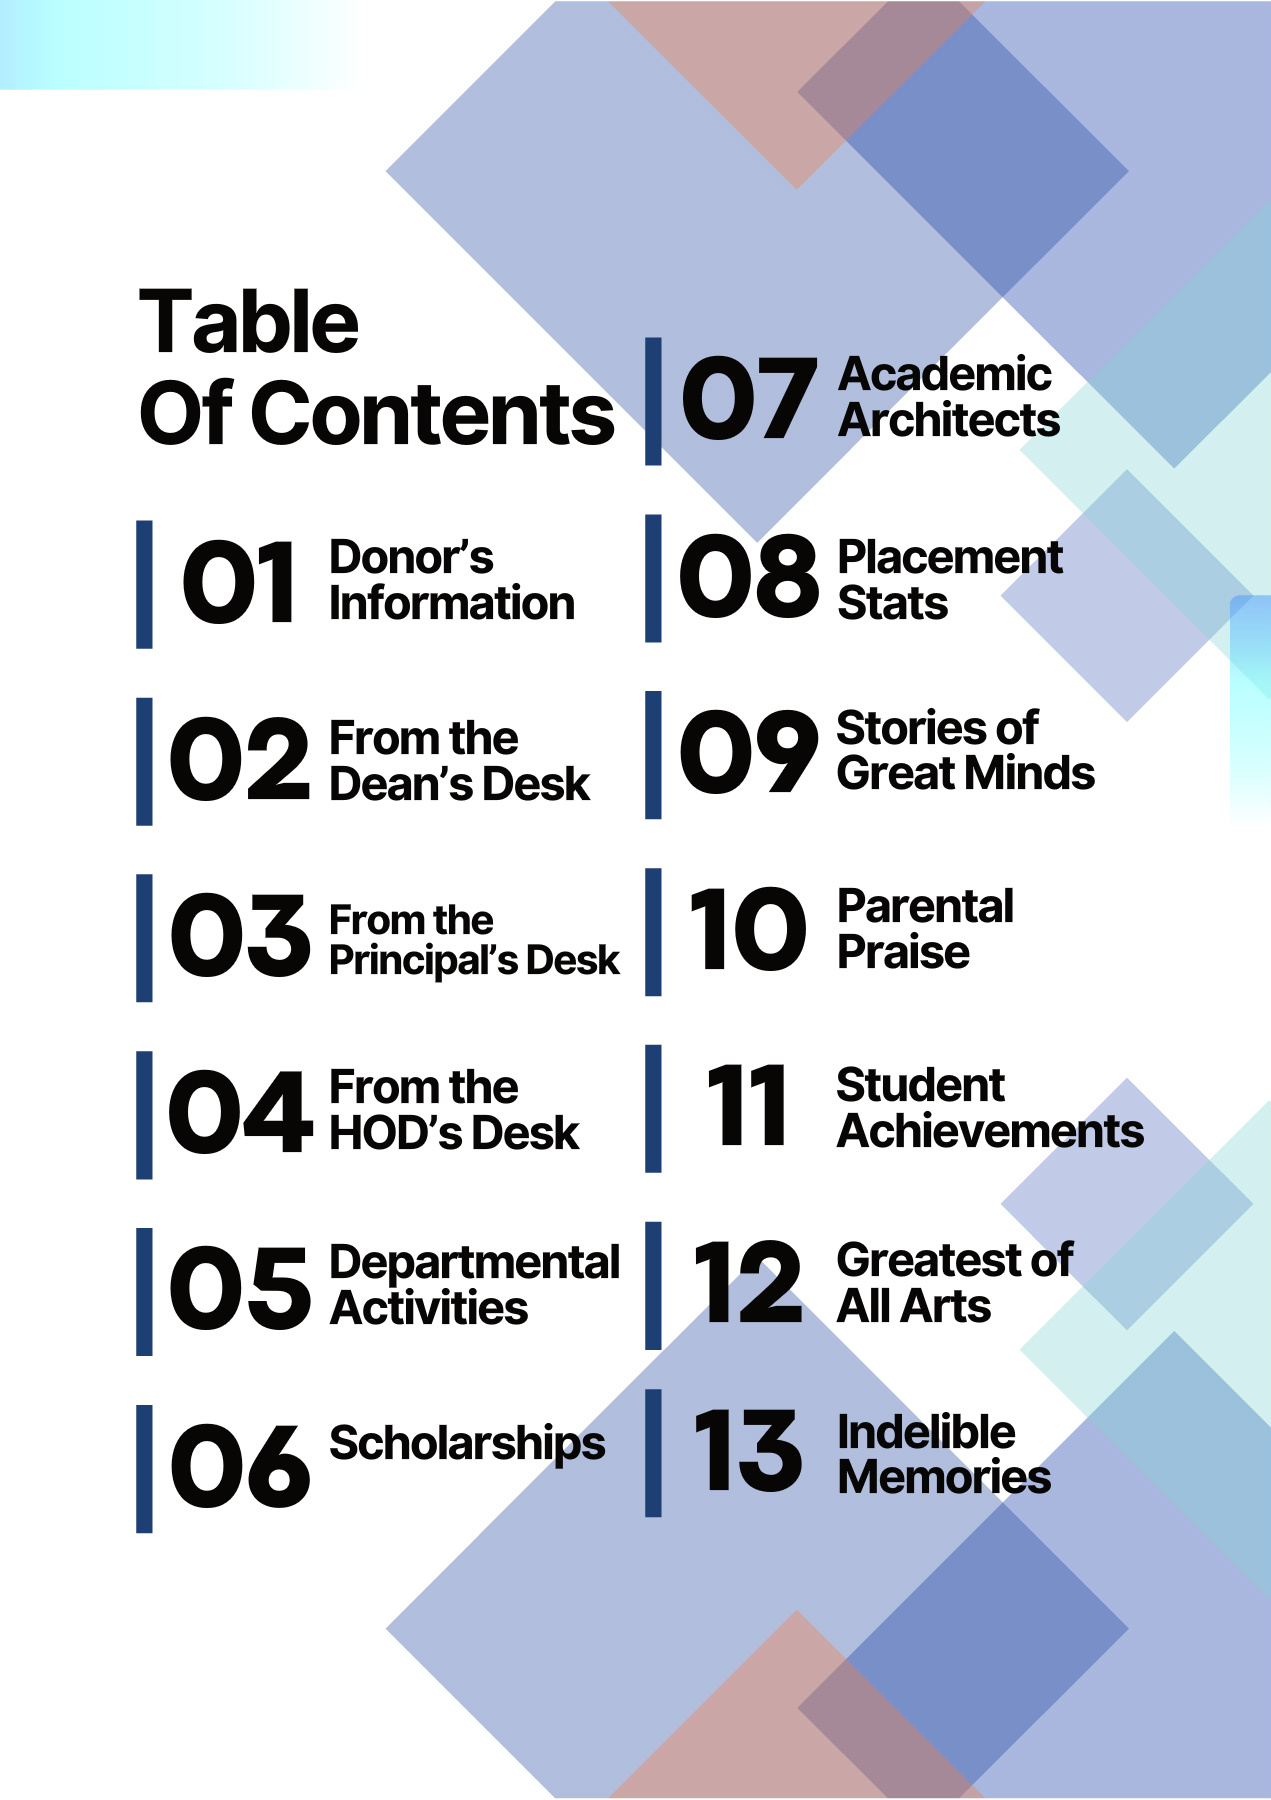 Table
Of Contents
01
Donor’s
Information
02
From the
Dean’s Desk
03
From the
Principal’s Desk
04
From the
HOD’s Desk
05
Departmental
Activities
06
Scholarships
07
Academic
Architects
08
Placement
Stats
09
Stories of
Great Minds
10
Parental
Praise
11
Student
Achievements
12
Greatest of
All Arts
13
Indelible
Memories